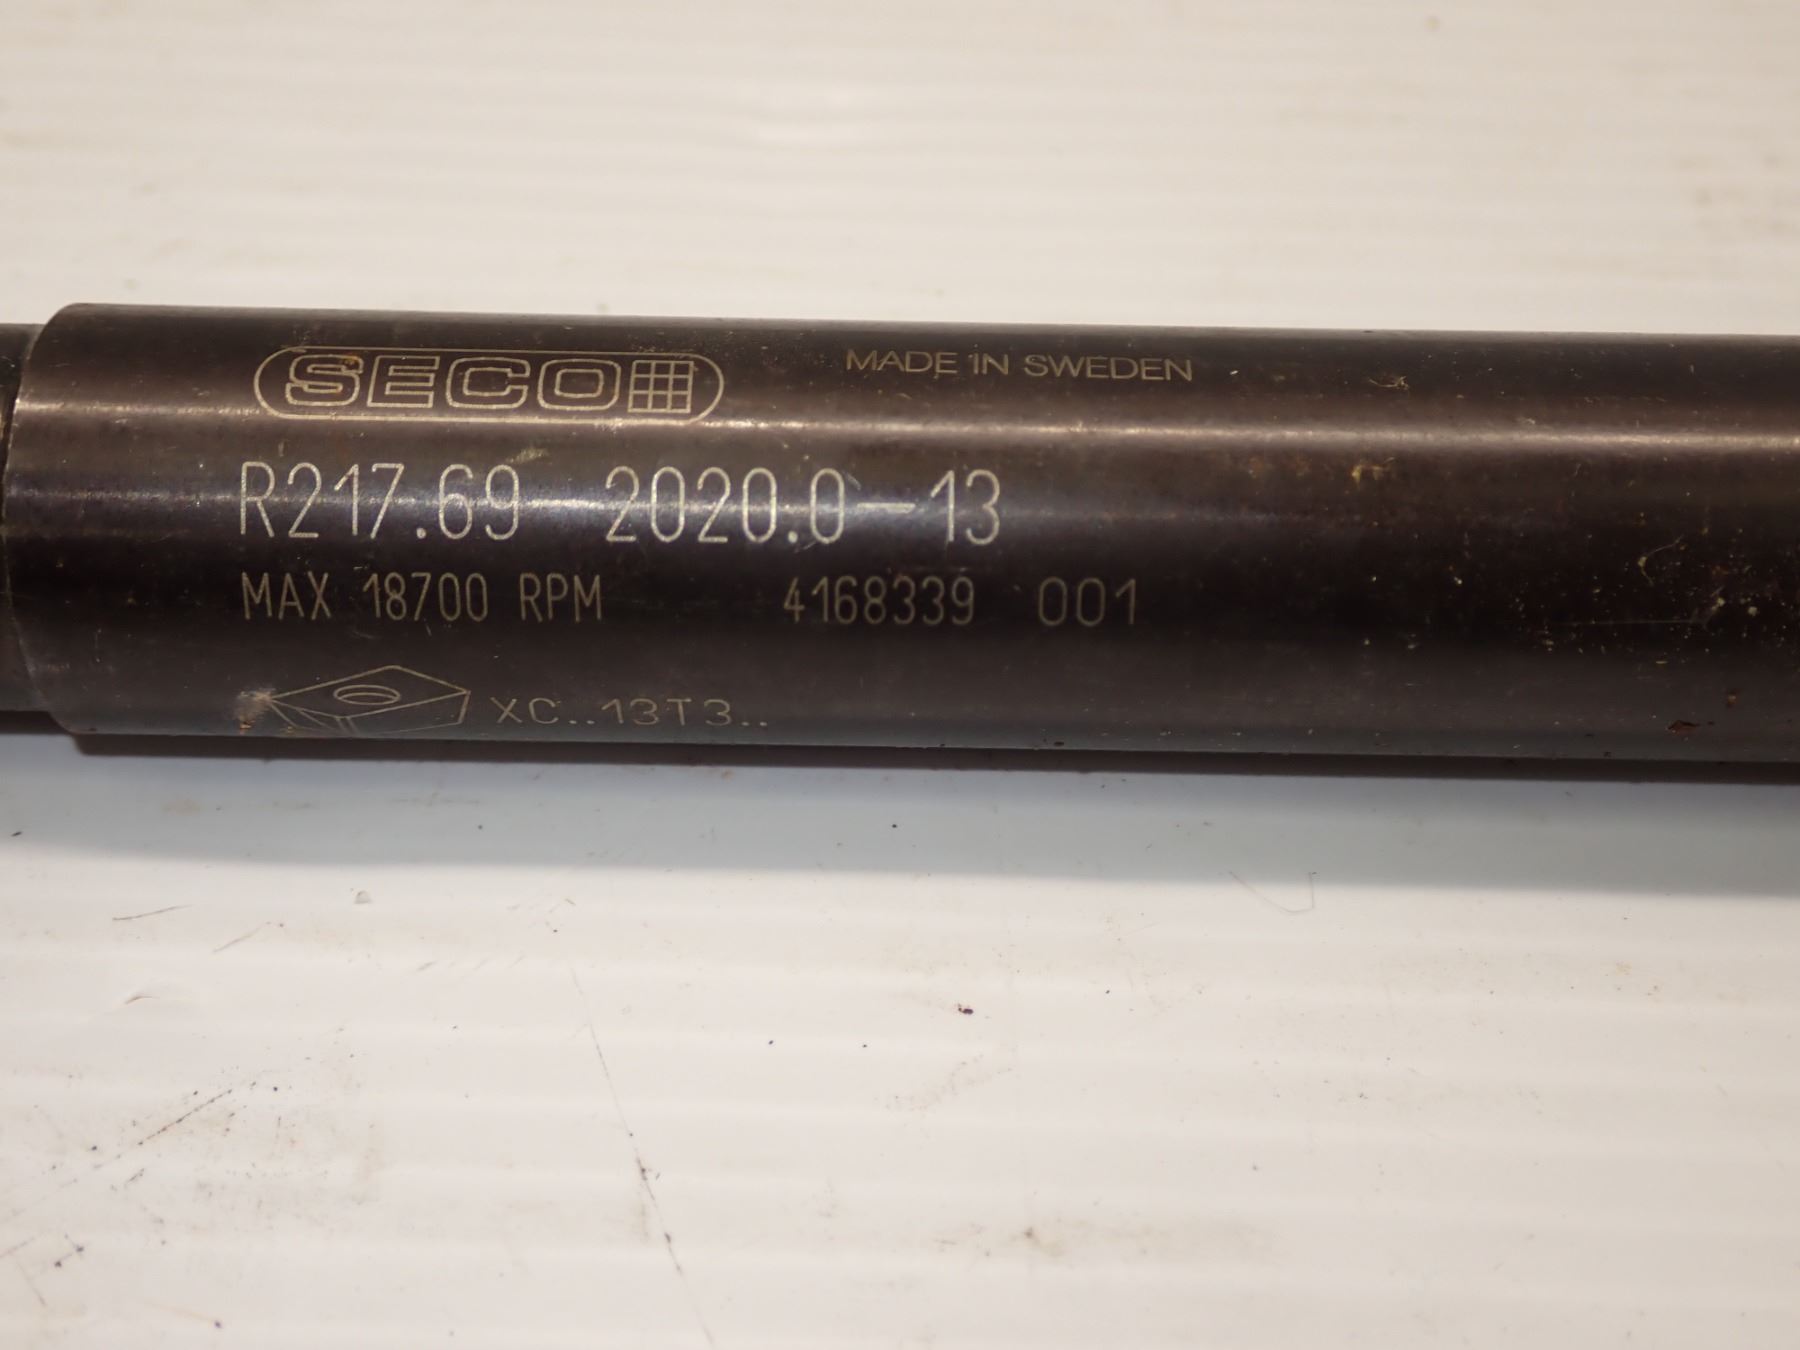 SECO MADE IN SWEDEN
R217.69 2020.0-13
MAX 18700 RPM 4168339 001
XC..13T3..